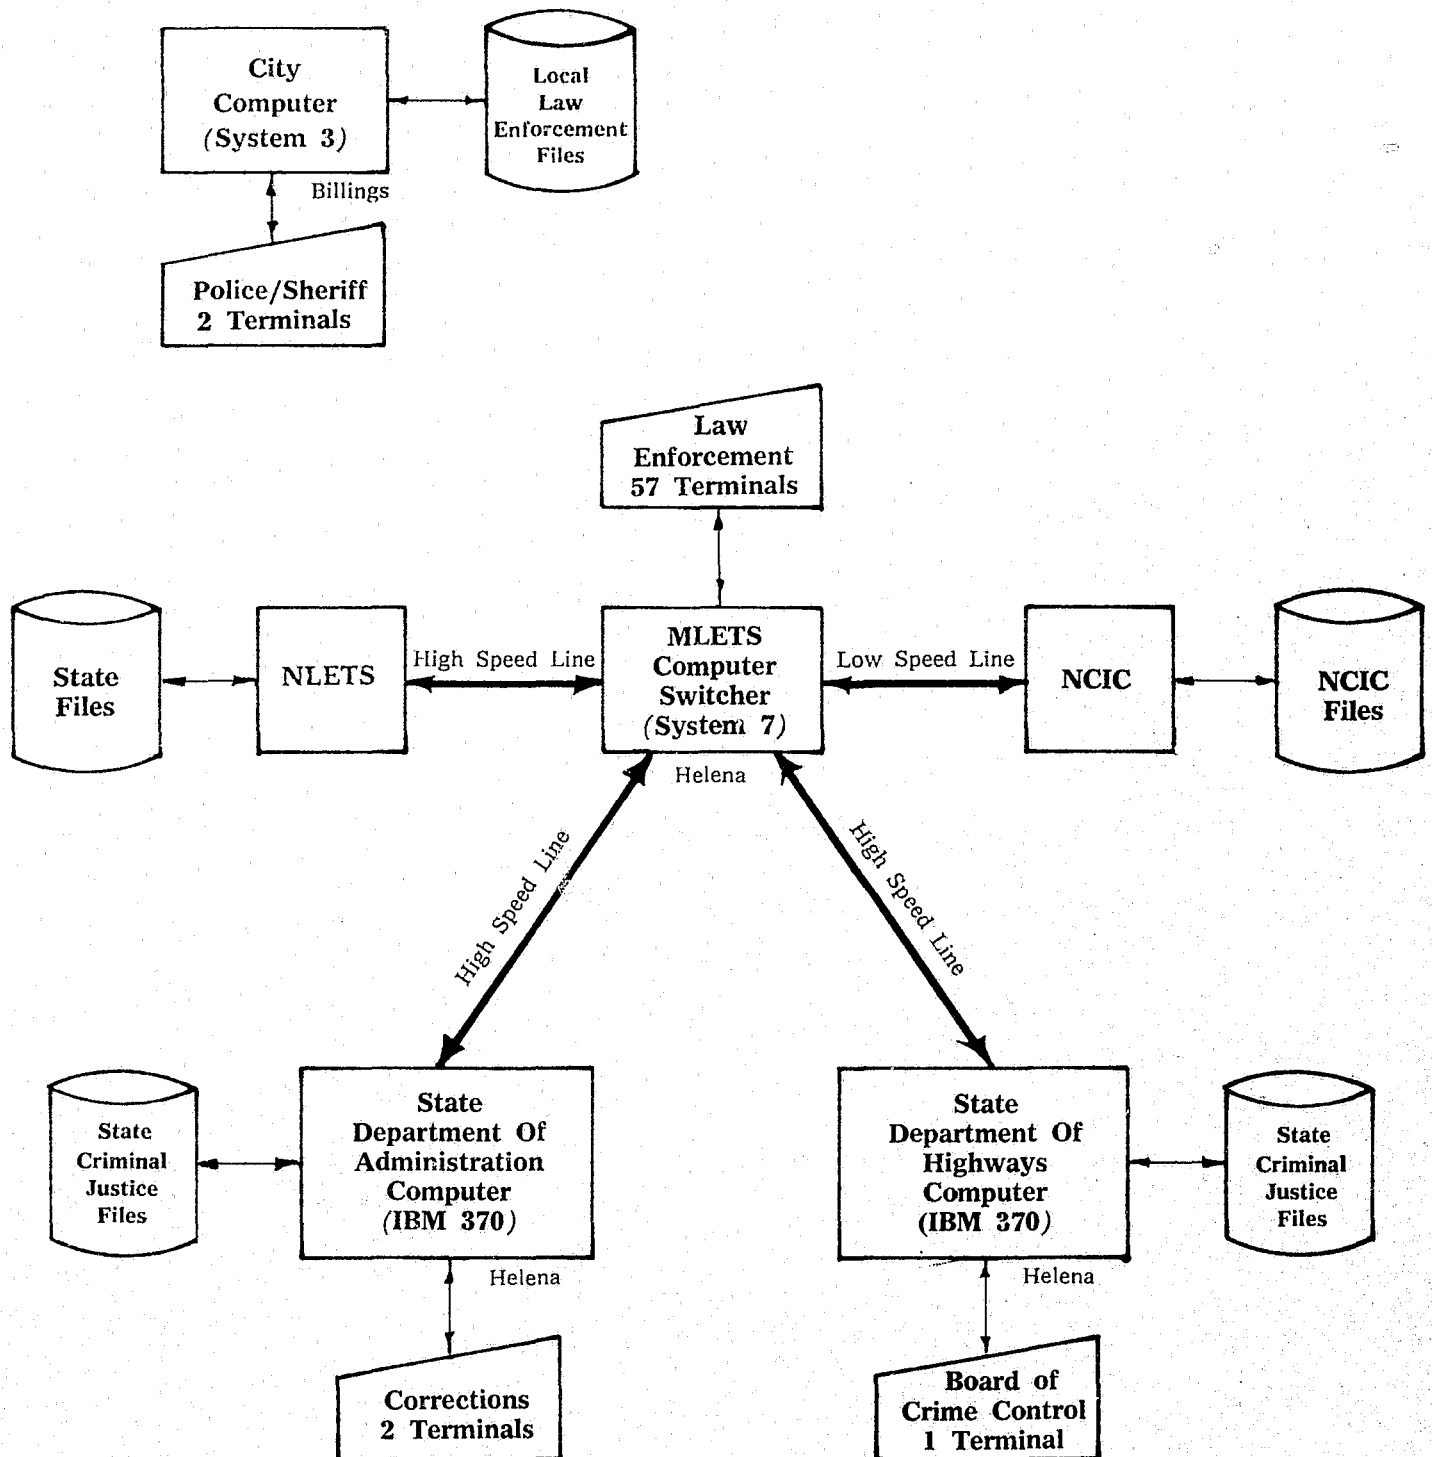 City
Computer
(System 3)
Local
Law
Enforcement
Files
Billings
Police/Sheriff
2 Terminals
Law
Enforcement
57 Terminals
State
Files
NLETS
High Speed Line
MLETS
Computer
Switcher
(System 7)
Low Speed Line
NCIC
NCIC
Files
Helena
High Speed Line
High Speed Line
State
Criminal
Justice
Files
State
Department Of
Administration
Computer
(IBM 370)
State
Department Of
Highways
Computer
(IBM 370)
State
Criminal
Justice
Files
Helena
Helena
Corrections
2 Terminals
Board of
Crime Control
1 Terminal